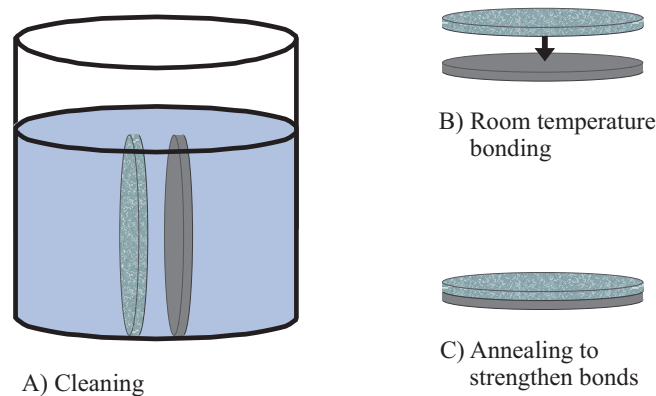 A) Cleaning
B) Room temperature
bonding
C) Annealing to
strengthen bonds